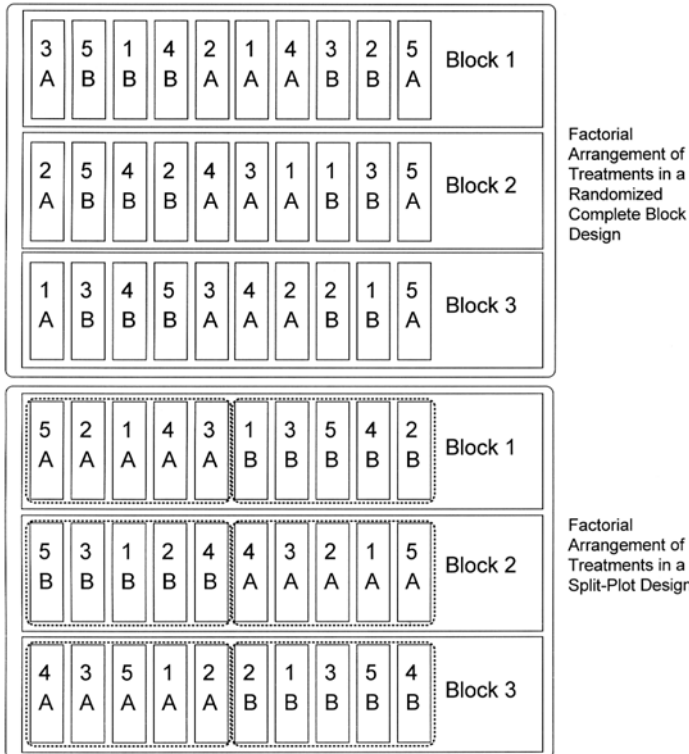 3 5 1 4 2 1 4 3 2 5
A B B B A A A B B A
Block 1
2 5 4 2 4 3 1 1 3 5
A B B B A A A B B A
Block 2
1 3 4 5 3 4 2 2 1 5
A B B B A A A B B A
Block 3
Factorial
Arrangement of
Treatments in a
Randomized
Complete Block
Design
5 2 1 4 3 1 3 5 4 2
A A A A A B B B B B
Block 1
5 3 1 2 4 4 3 2 1 5
B B B B B A A A A A
Block 2
4 3 5 1 2 2 1 3 5 4
A A A A A B B B B B
Block 3
Factorial
Arrangement of
Treatments in a
Split-Plot Design